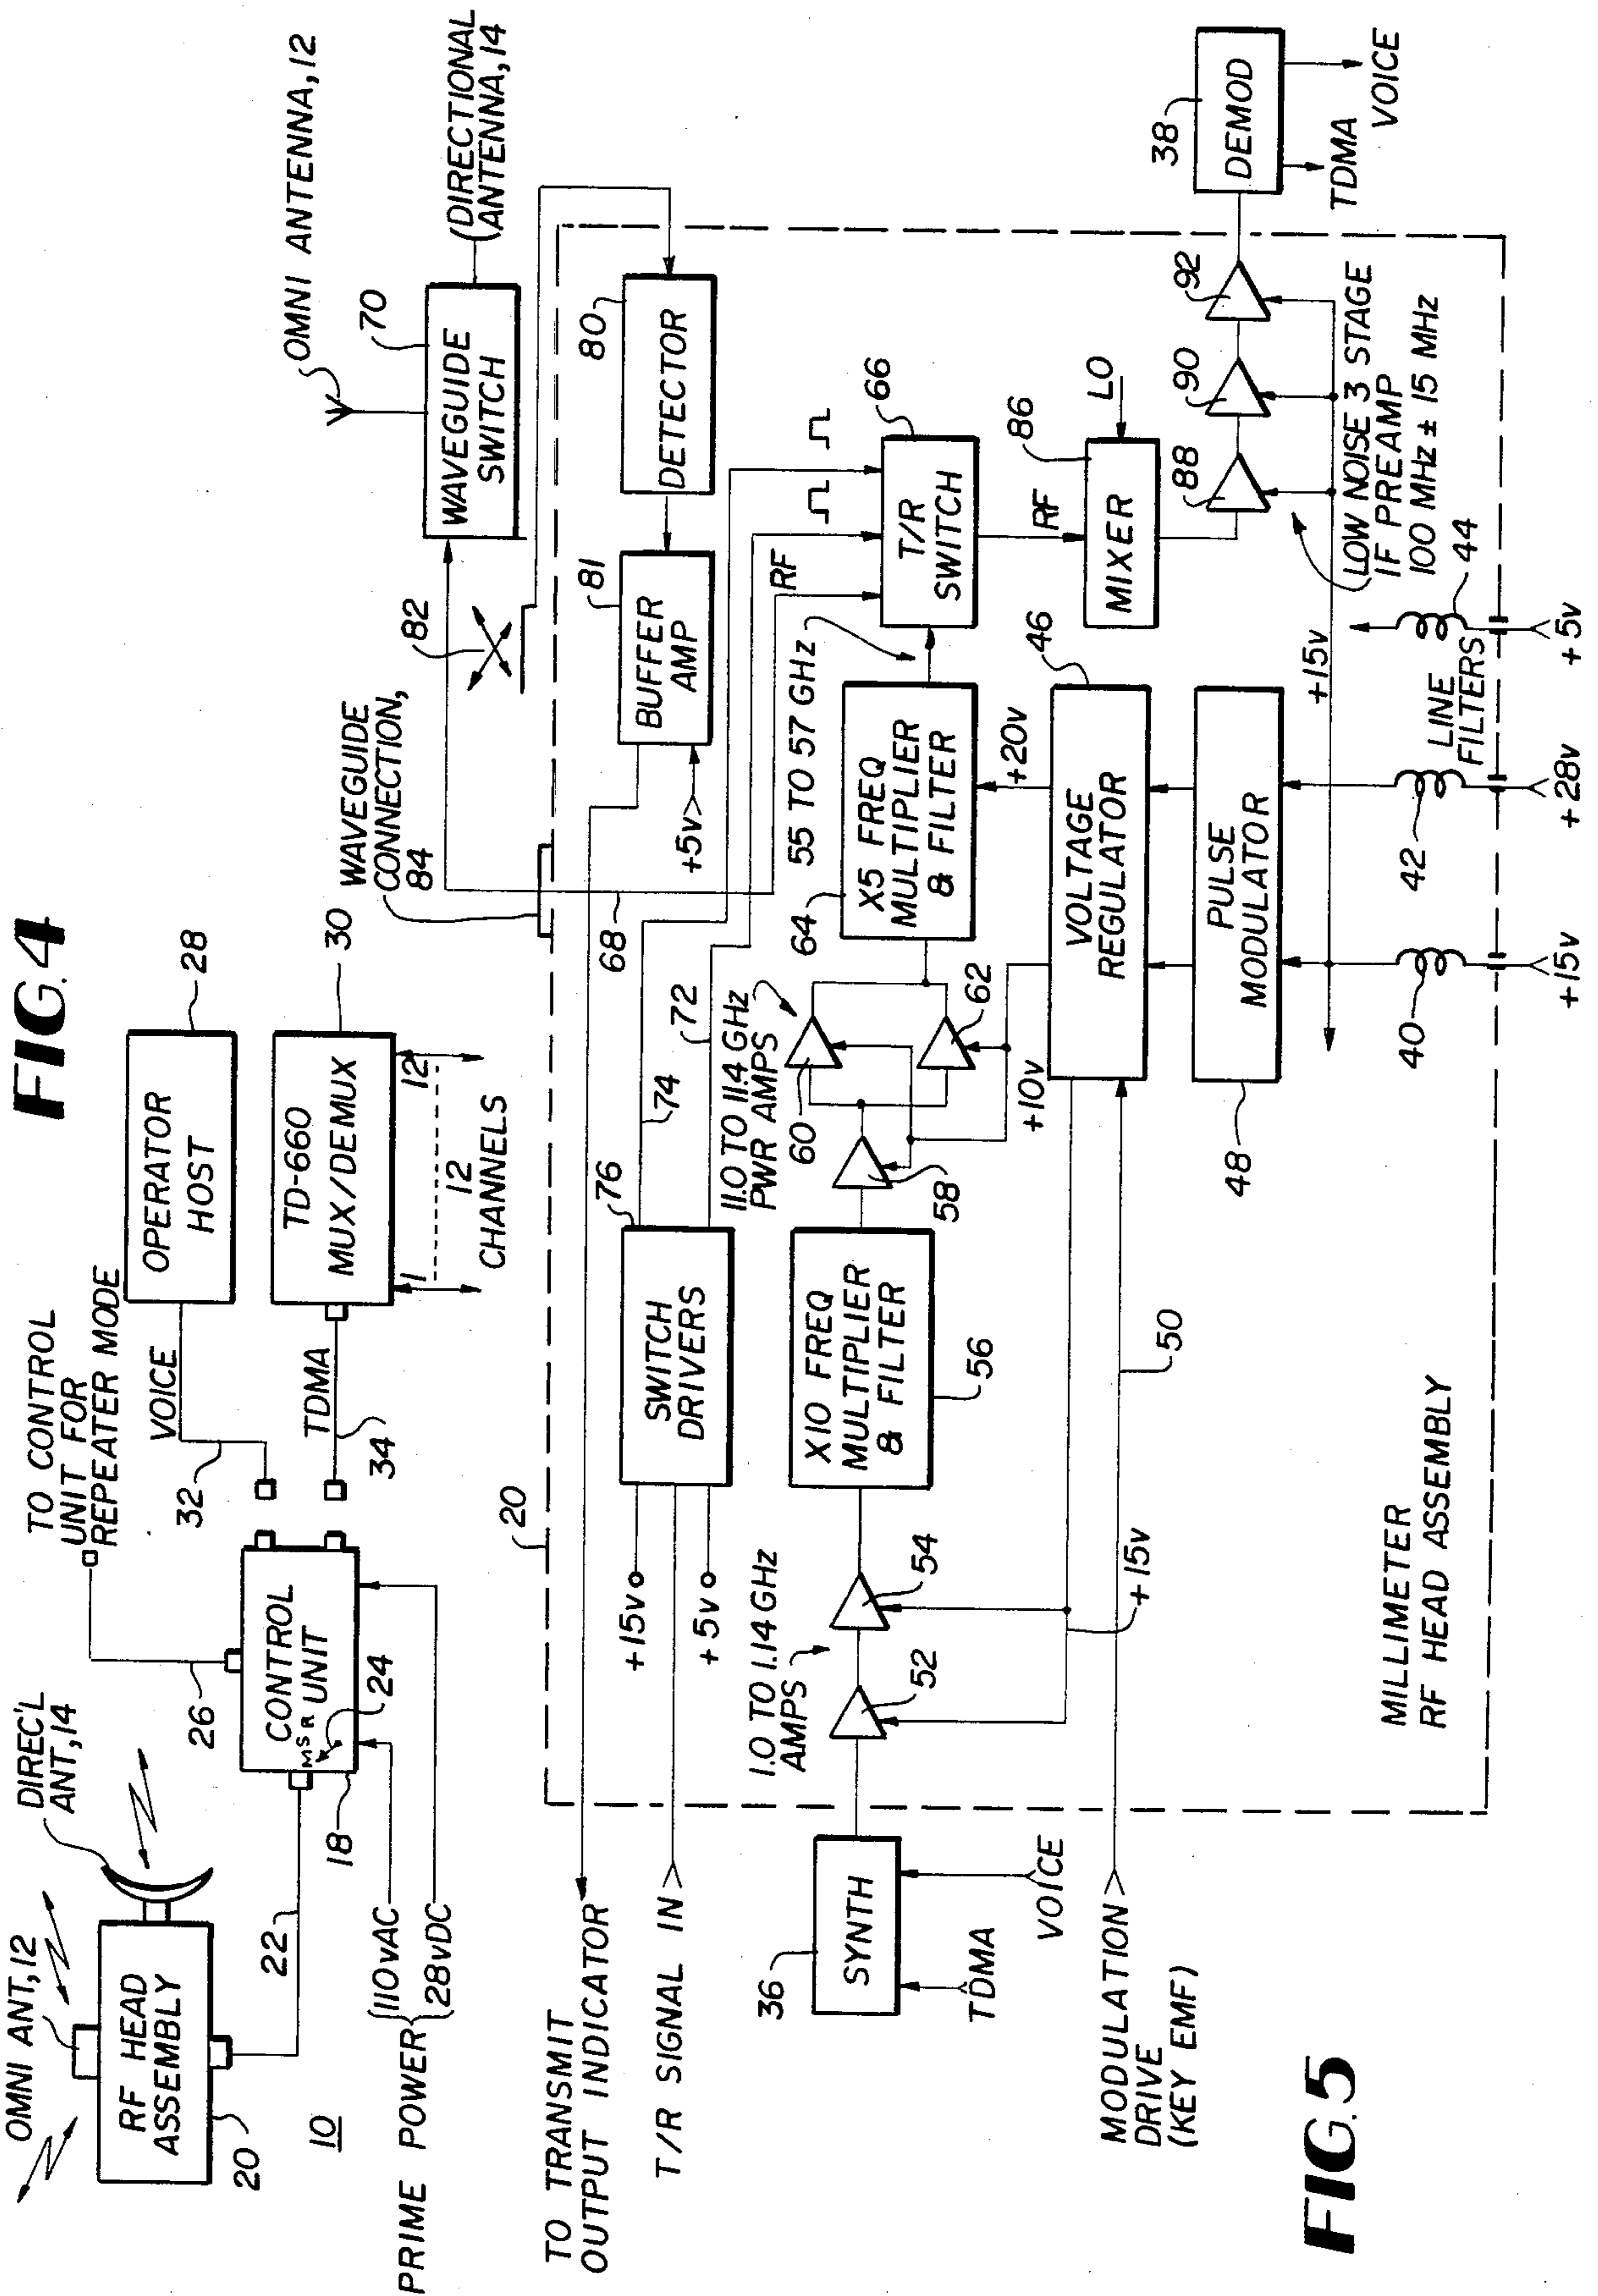 FIG. 4
OMNI ANT, 12
DIREC'L
ANT, 14
RF HEAD
ASSEMBLY
20
10
22
26
TO CONTROL
UNIT FOR
REPEATER MODE
CONTROL
UNIT
M S R
24
18
PRIME POWER
110vAC
28vDC
VOICE
32
TDMA
34
OPERATOR
HOST
28
TD-660
MUX/DEMUX
30
1
12
12
CHANNELS
FIG. 5
OMNI ANTENNA, 12
DIRECTIONAL
ANTENNA, 14
70
WAVEGUIDE
SWITCH
82
WAVEGUIDE
CONNECTION,
84
20
TO TRANSMIT
OUTPUT INDICATOR
T/R SIGNAL IN
+15v
+5v
SWITCH
DRIVERS
76
74
72
68
BUFFER
AMP
81
+5v
DETECTOR
80
RF
T/R
SWITCH
66
36
SYNTH
TDMA
VOICE
1.0 TO 1.14 GHz
AMPS
52
54
X10 FREQ
MULTIPLIER
& FILTER
56
58
11.0 TO 11.4 GHz
PWR AMPS
60
62
64
X5 FREQ
MULTIPLIER
& FILTER
55 TO 57 GHz
RF
MIXER
86
LO
88
90
92
38
DEMOD
TDMA
VOICE
LOW NOISE 3 STAGE
IF PREAMP
100 MHz ± 15 MHz
+10v
+20v
VOLTAGE
REGULATOR
46
PULSE
MODULATOR
48
+15v
50
+15v
MODULATION
DRIVE
(KEY EMF)
MILLIMETER
RF HEAD ASSEMBLY
40
42
LINE
FILTERS
44
+15v
+28v
+5v